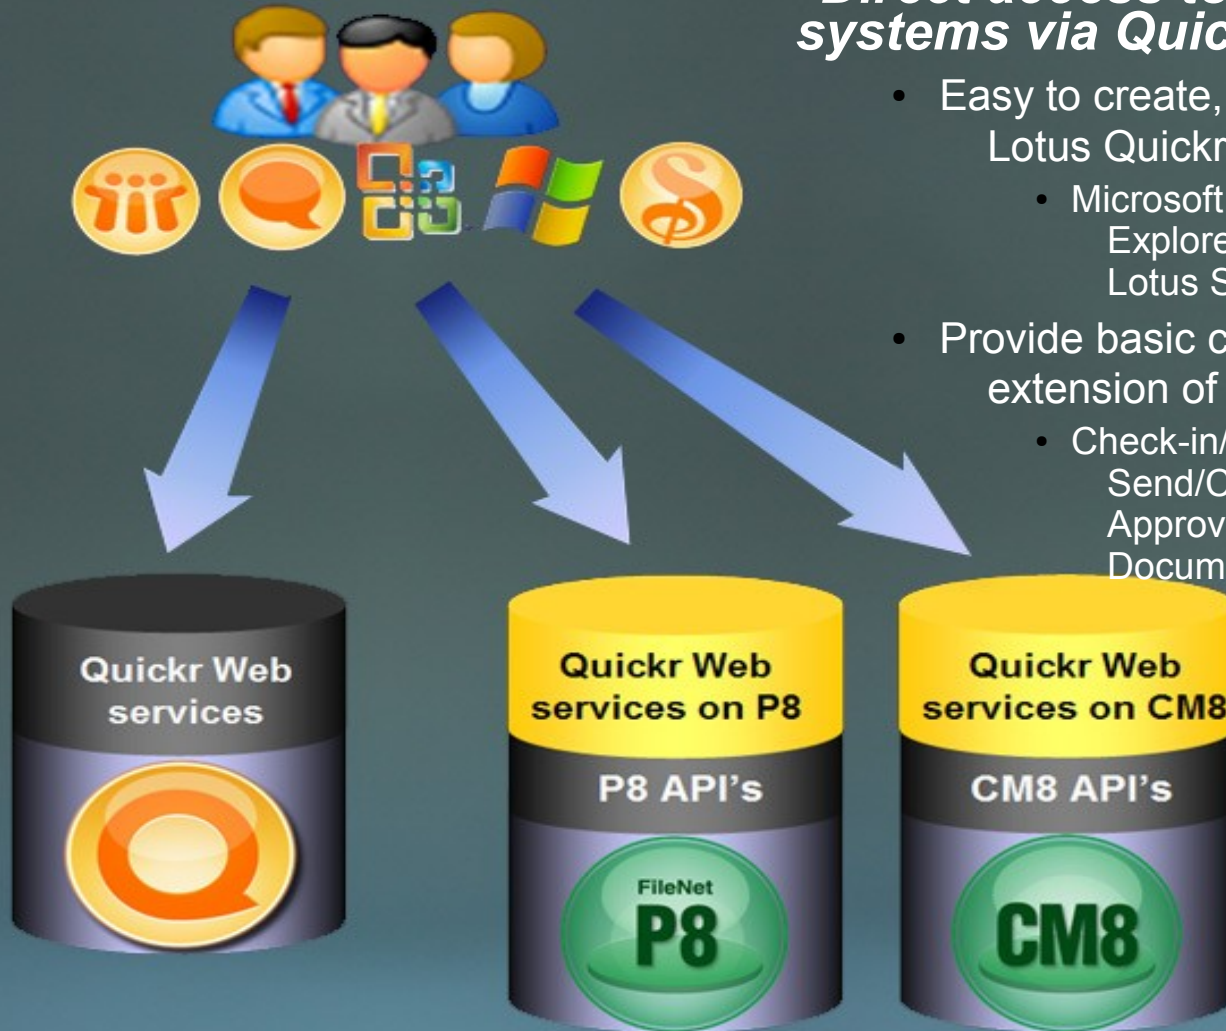 systems via Quic
• Easy to create,
Lotus Quickr
• Microsoft
Explore
Lotus S
• Provide basic c
extension of
• Check-in/
Send/C
Approv
Docum
Quickr Web
services
Quickr Web
services on P8
P8 API’s
FileNet
P8
Quickr Web
services on CM8
CM8 API’s
CM8